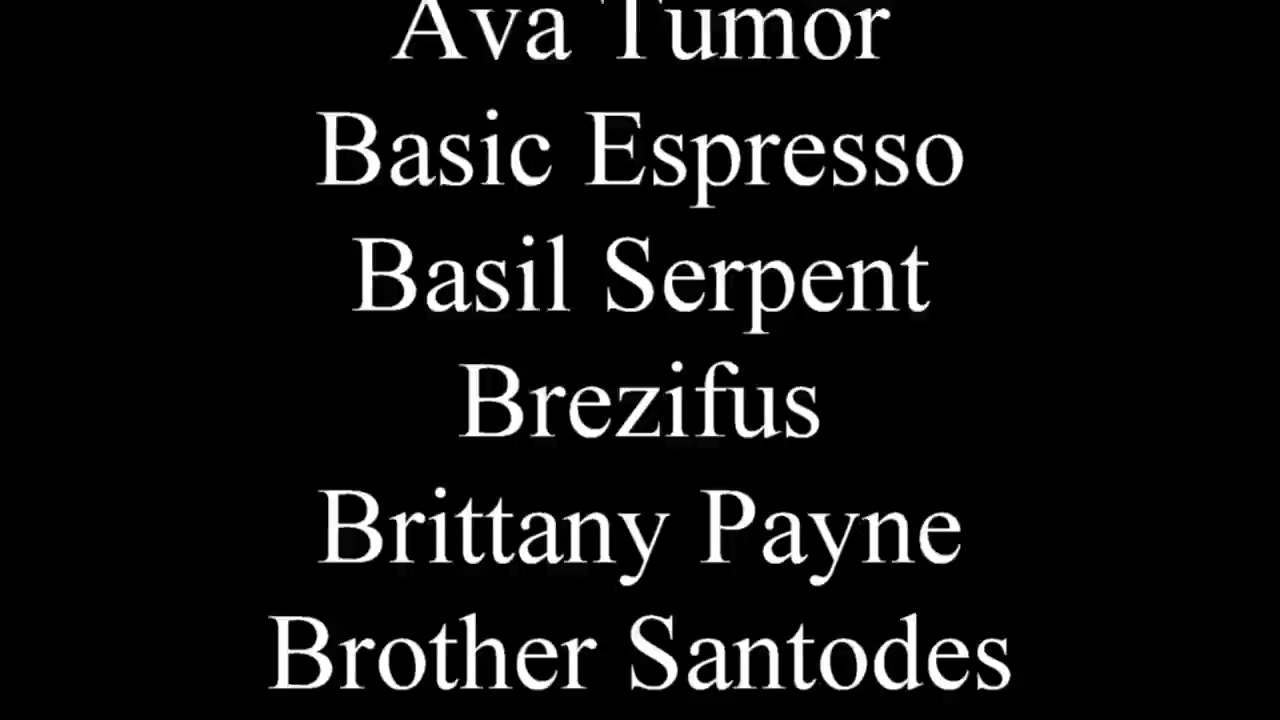 Ava Tumor
Basic Espresso
Basil Serpent
Brezifus
Brittany Payne
Brother Santodes